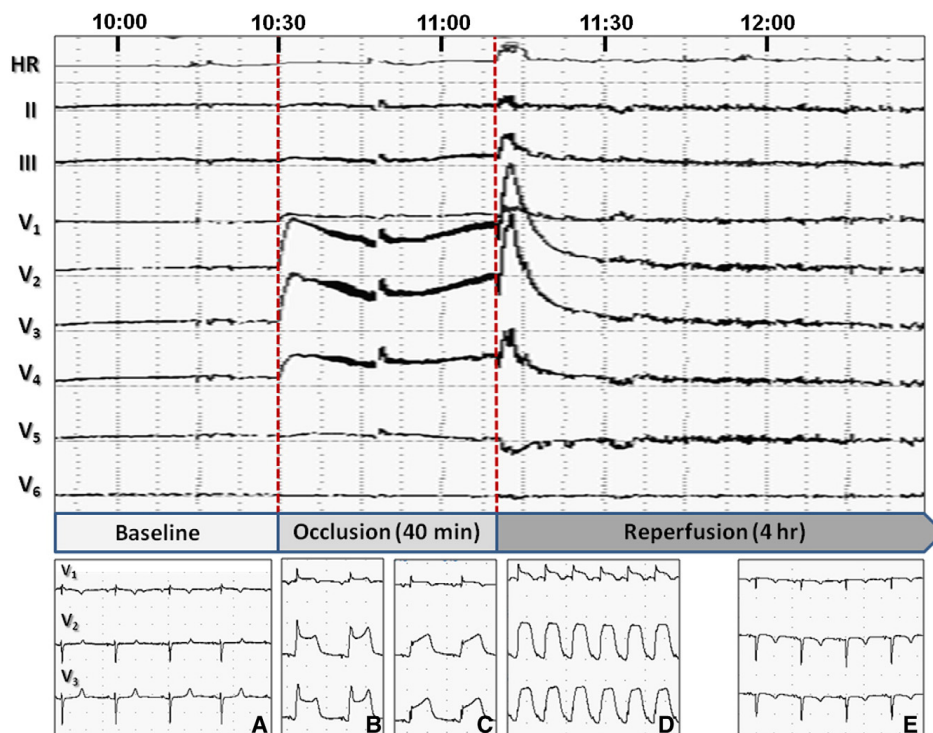 10:00 10:30 11:00 11:30 12:00
HR
II
III
V₁
V₂
V₃
V₄
V₅
V₆
Baseline Occlusion (40 min) Reperfusion (4 hr)
V₁
V₂
V₃
A B C D E